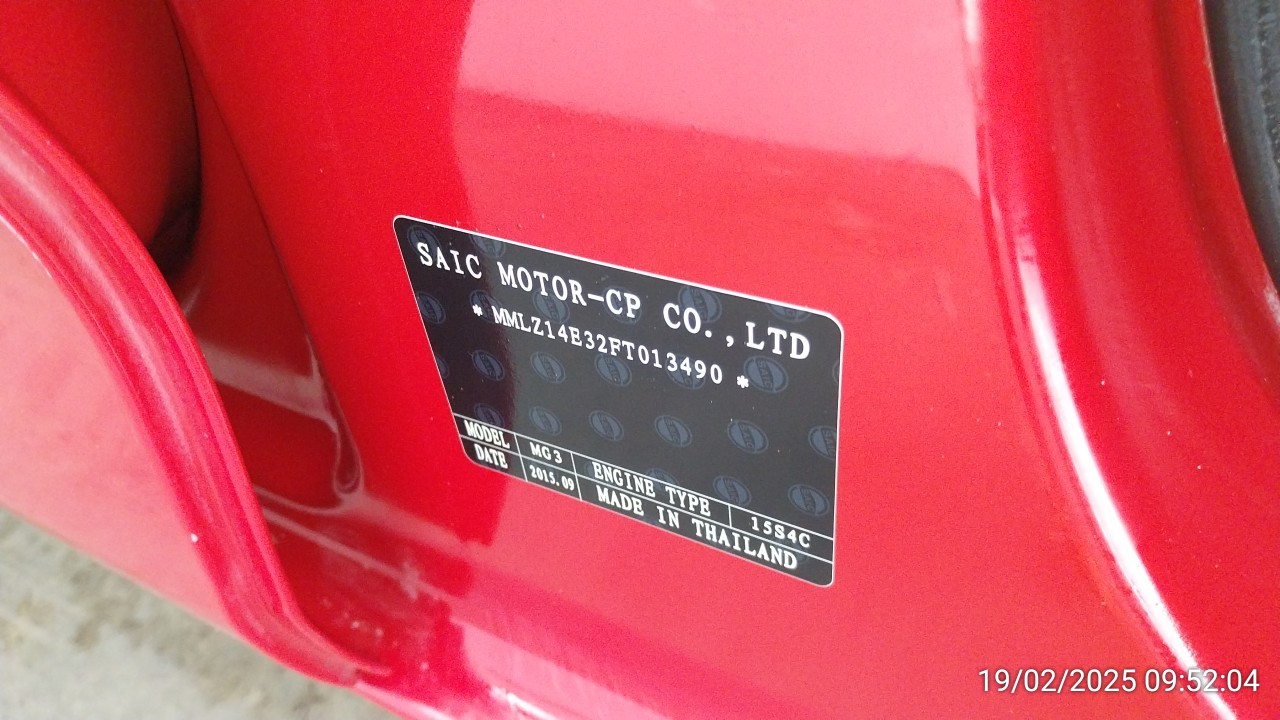 SAIC MOTOR-CP CO.,LTD
* MMLZ14E32FT013490 *
MODEL MG3 ENGINE TYPE 15S4C
DATE 2015.09 MADE IN THAILAND
19/02/2025 09:52:04